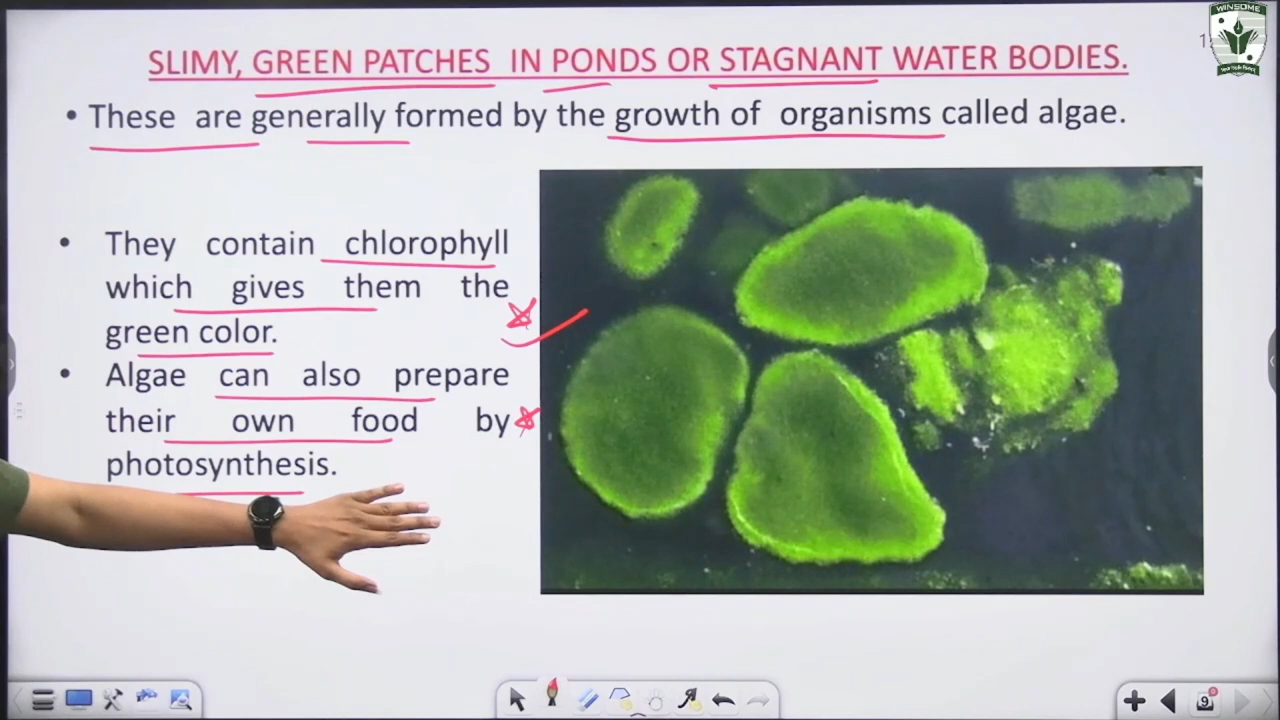 WINSOME
SLIMY, GREEN PATCHES IN PONDS OR STAGNANT WATER BODIES.
• These are generally formed by the growth of organisms called algae.
• They contain chlorophyll
which gives them the
green color.
• Algae can also prepare
their own food by
photosynthesis.
9